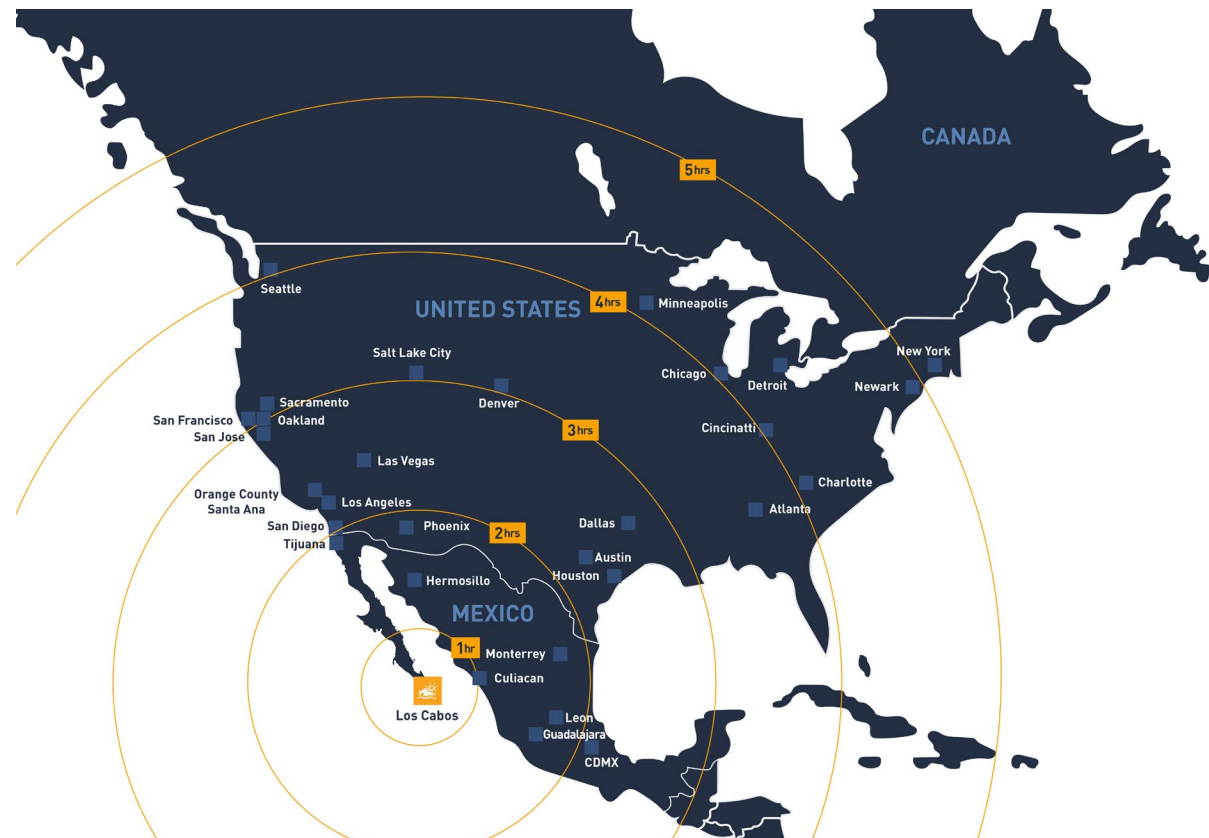 CANADA
5hrs
Seattle
UNITED STATES
4hrs
Minneapolis
New York
Salt Lake City
Chicago
Detroit
Newark
Denver
Sacramento
San Francisco
Oakland
San Jose
3hrs
Cincinatti
Las Vegas
Charlotte
Orange County
Santa Ana
Los Angeles
Atlanta
San Diego
Phoenix
Dallas
2hrs
Tijuana
Austin
Hermosillo
Houston
MEXICO
1hr
Monterrey
Culiacan
Los Cabos
Leon
Guadalajara
CDMX